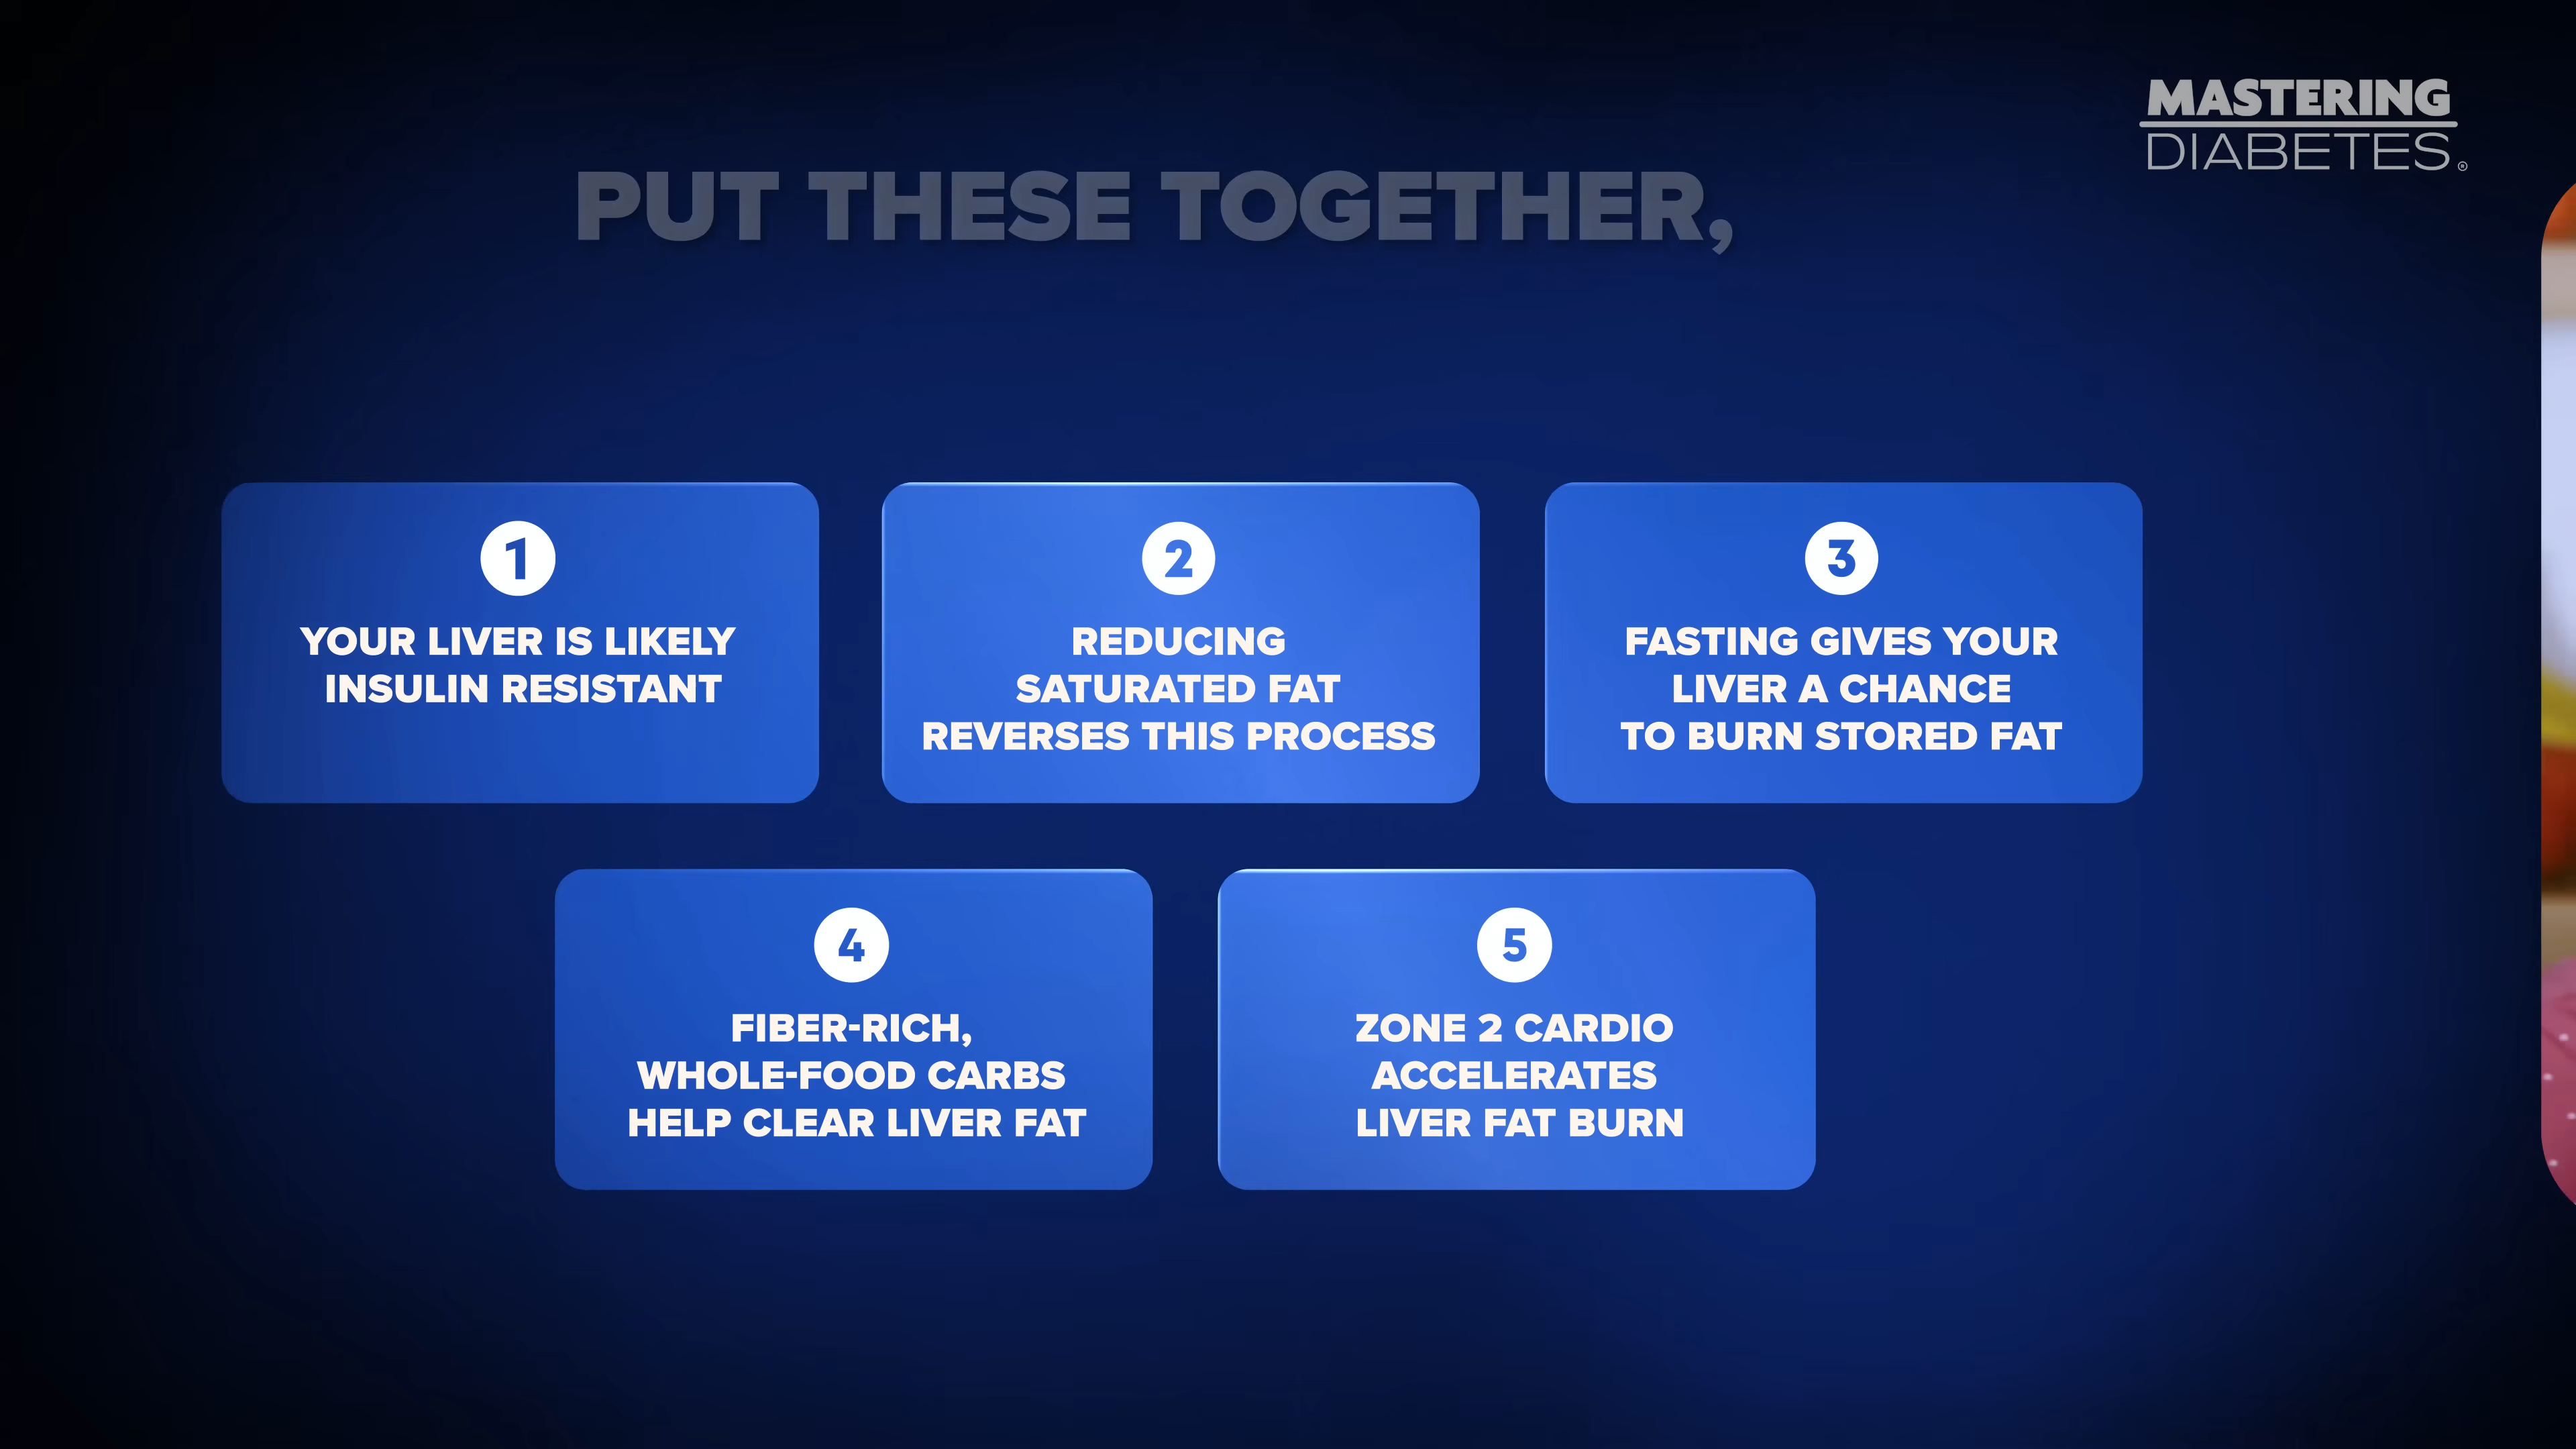 MASTERING
DIABETES®
PUT THESE TOGETHER,
1
YOUR LIVER IS LIKELY
INSULIN RESISTANT
2
REDUCING
SATURATED FAT
REVERSES THIS PROCESS
3
FASTING GIVES YOUR
LIVER A CHANCE
TO BURN STORED FAT
4
FIBER-RICH,
WHOLE-FOOD CARBS
HELP CLEAR LIVER FAT
5
ZONE 2 CARDIO
ACCELERATES
LIVER FAT BURN